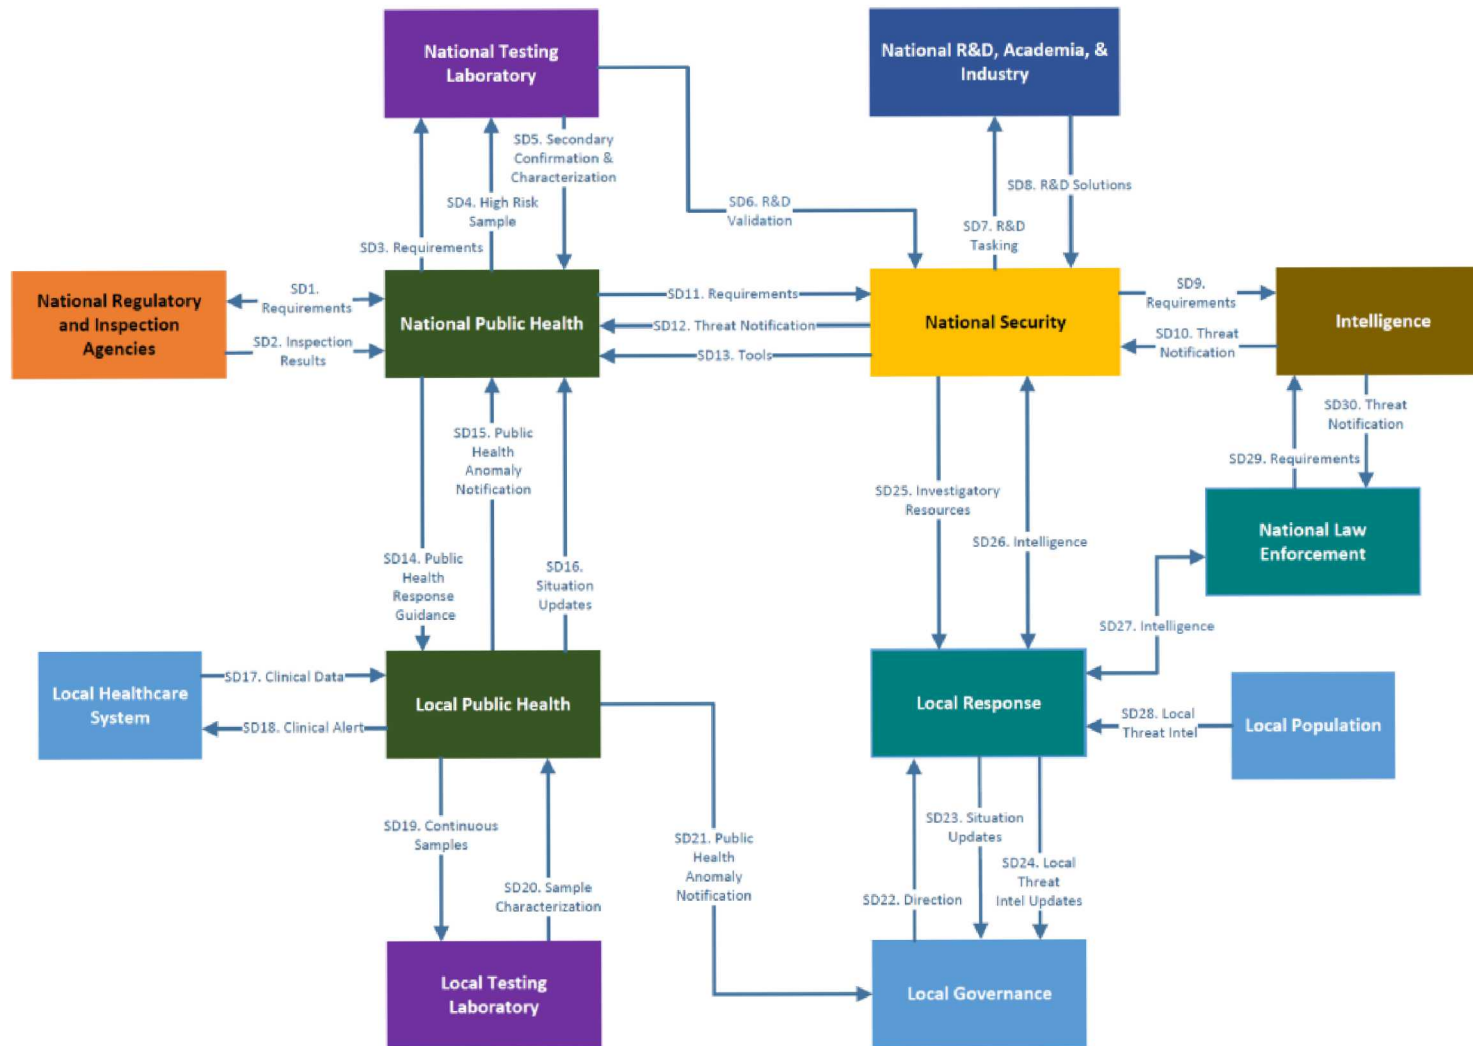 National Testing
Laboratory
National R&D, Academia, &
Industry
SD5. Secondary
Confirmation &
Characterization
SD4. High Risk
Sample
SD3. Requirements
SD6. R&D
Validation
SD8. R&D Solutions
SD7. R&D
Tasking
National Regulatory
and Inspection
Agencies
SD1.
Requirements
SD2. Inspection
Results
National Public Health
SD11. Requirements
SD12. Threat Notification
SD13. Tools
National Security
SD9.
Requirements
SD10. Threat
Notification
Intelligence
SD15. Public
Health
Anomaly
Notification
SD14. Public
Health
Response
Guidance
SD16.
Situation
Updates
SD25. Investigatory
Resources
SD26. Intelligence
SD30. Threat
Notification
SD29. Requirements
National Law
Enforcement
SD27. Intelligence
Local Healthcare
System
SD17. Clinical Data
SD18. Clinical Alert
Local Public Health
Local Response
SD28. Local
Threat Intel
Local Population
SD19. Continuous
Samples
SD20. Sample
Characterization
SD21. Public
Health
Anomaly
Notification
SD23. Situation
Updates
SD24. Local
Threat
Intel Updates
SD22. Direction
Local Testing
Laboratory
Local Governance